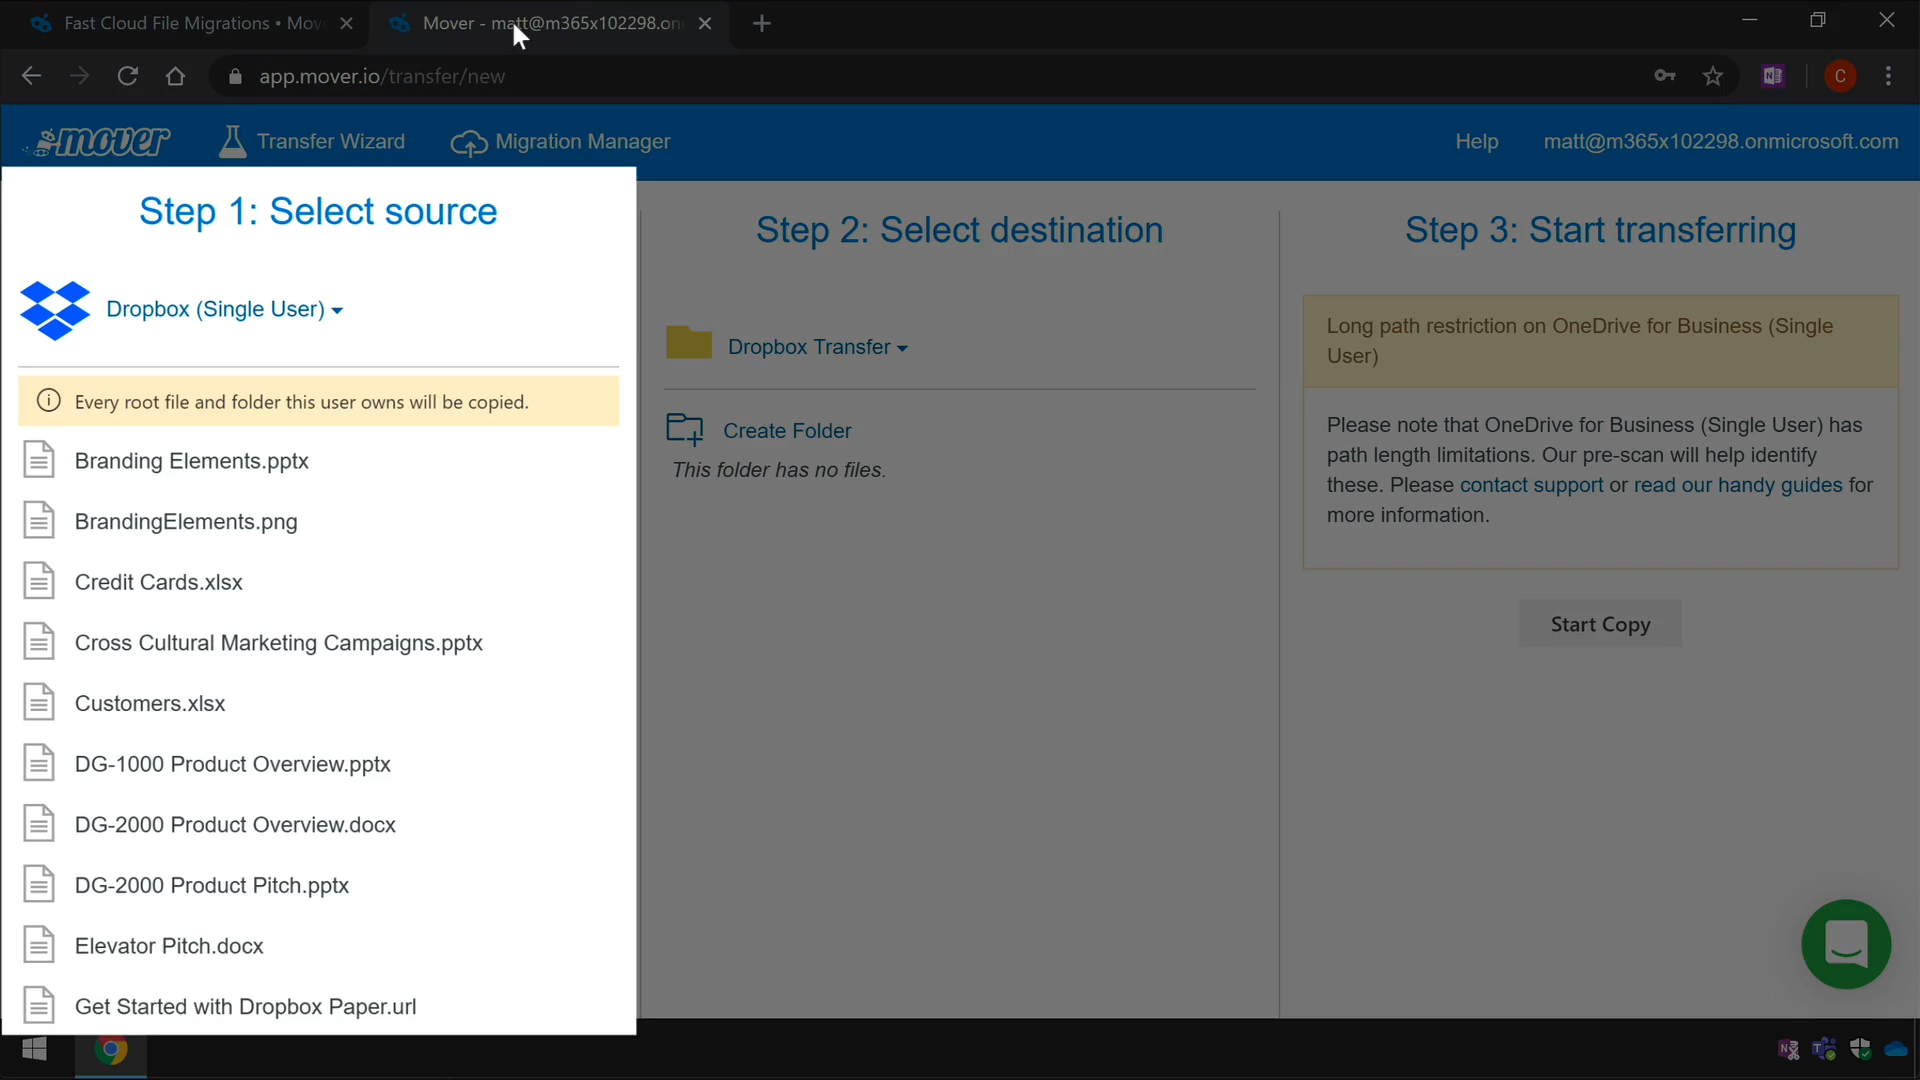 Fast Cloud File Migrations • Mov
Mover - matt@m365x102298.on
app.mover.io/transfer/new
C
mover
Transfer Wizard
Migration Manager
Help
matt@m365x102298.onmicrosoft.com
Step 1: Select source
Dropbox (Single User)
Every root file and folder this user owns will be copied.
Branding Elements.pptx
BrandingElements.png
Credit Cards.xlsx
Cross Cultural Marketing Campaigns.pptx
Customers.xlsx
DG-1000 Product Overview.pptx
DG-2000 Product Overview.docx
DG-2000 Product Pitch.pptx
Elevator Pitch.docx
Get Started with Dropbox Paper.url
Step 2: Select destination
Dropbox Transfer
Create Folder
This folder has no files.
Step 3: Start transferring
Long path restriction on OneDrive for Business (Single
User)
Please note that OneDrive for Business (Single User) has
path length limitations. Our pre-scan will help identify
these. Please contact support or read our handy guides for
more information.
Start Copy